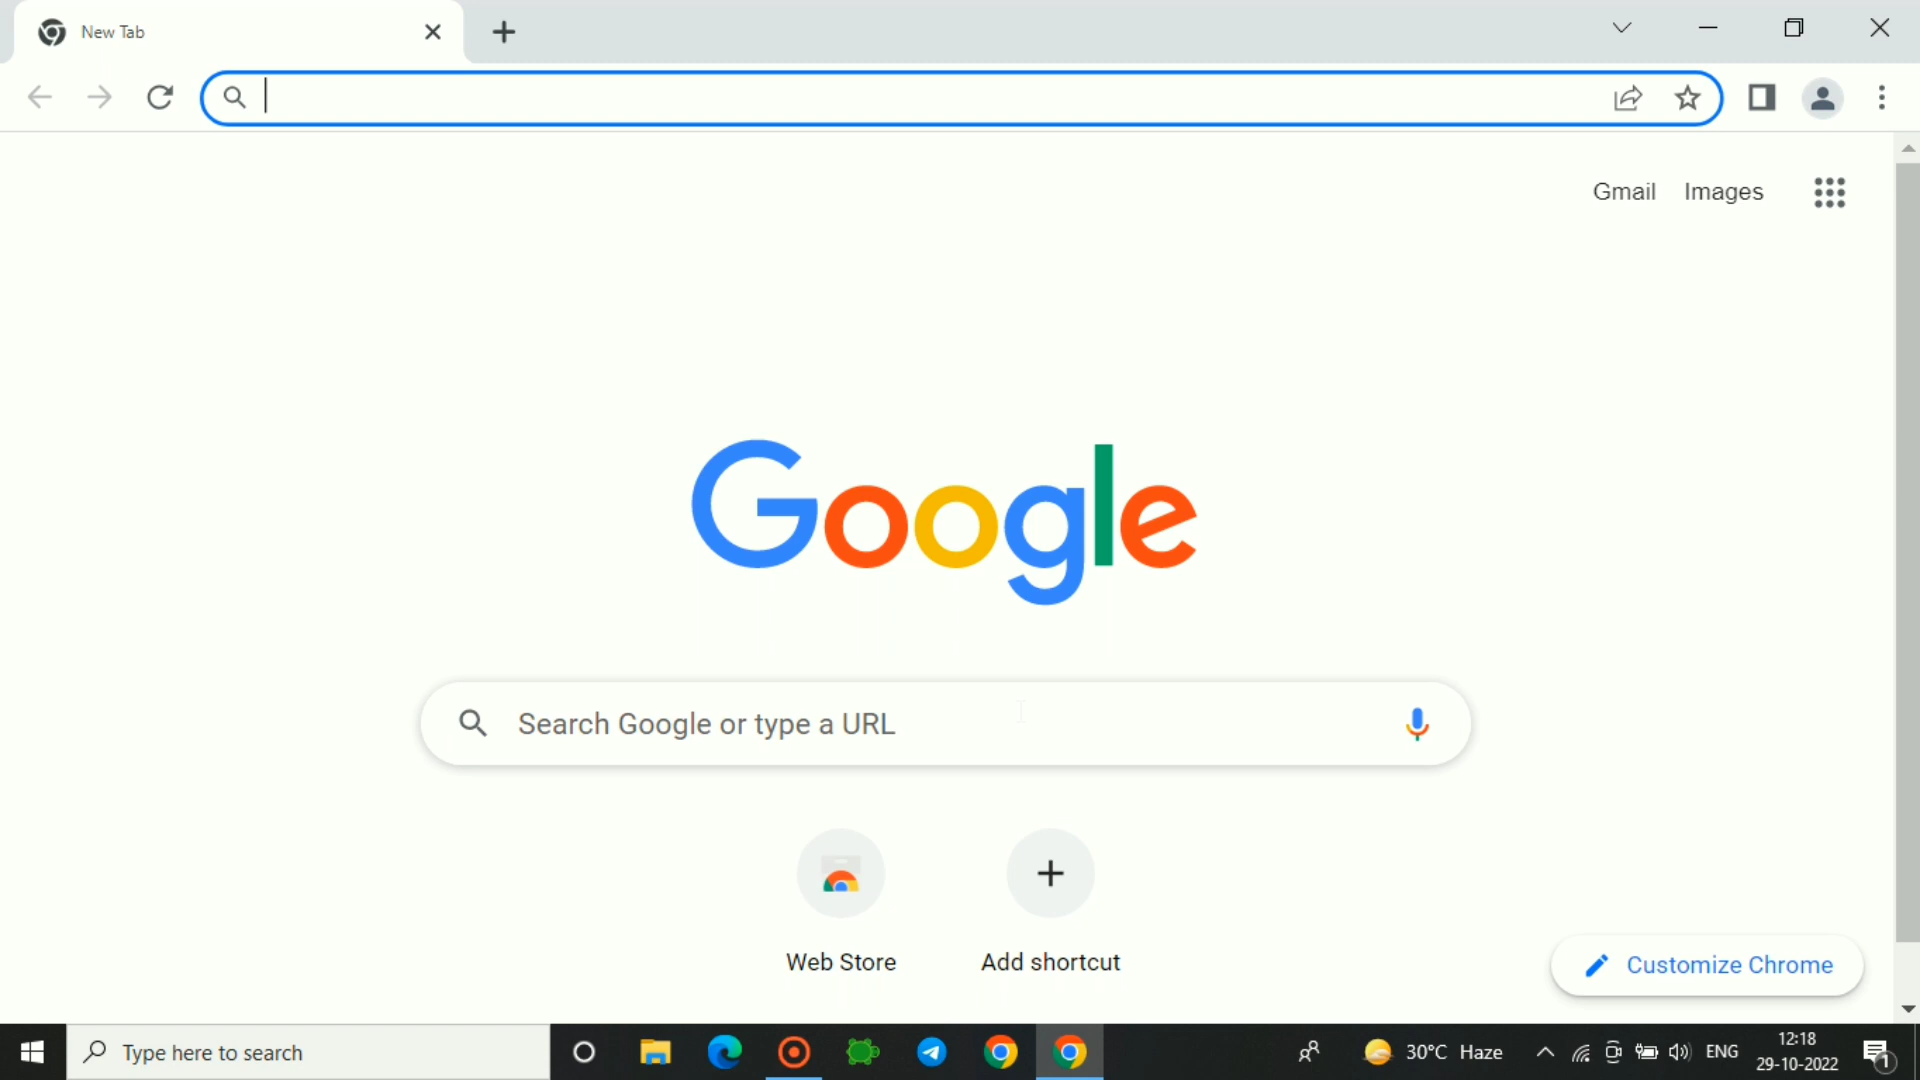 New Tab
Gmail Images
Google
Search Google or type a URL
Web Store
Add shortcut
Customize Chrome
Type here to search
30°C Haze
ENG
12:18
29-10-2022
1